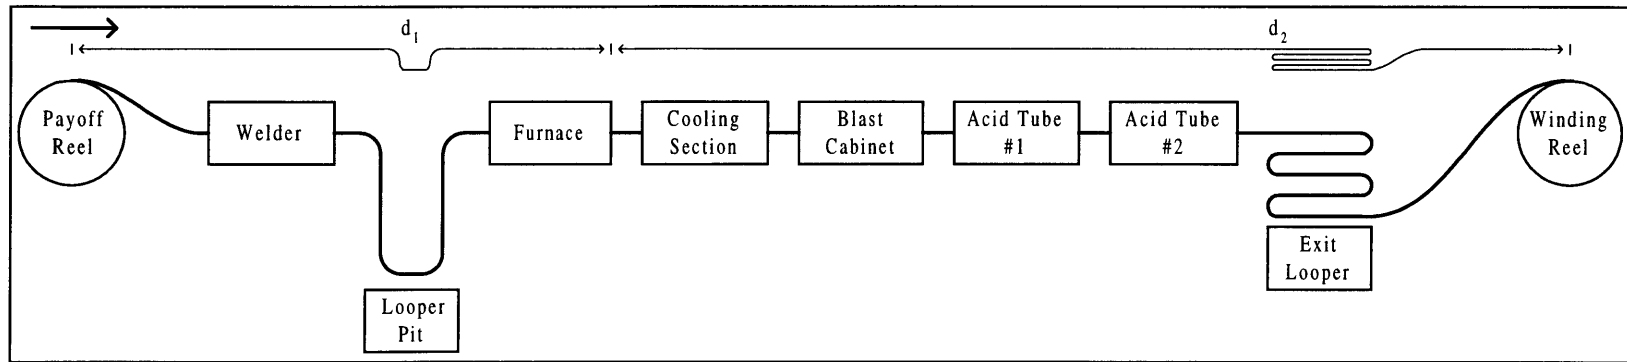 d1
d2
Payoff
Reel
Welder
Furnace
Cooling
Section
Blast
Cabinet
Acid Tube
#1
Acid Tube
#2
Winding
Reel
Exit
Looper
Looper
Pit